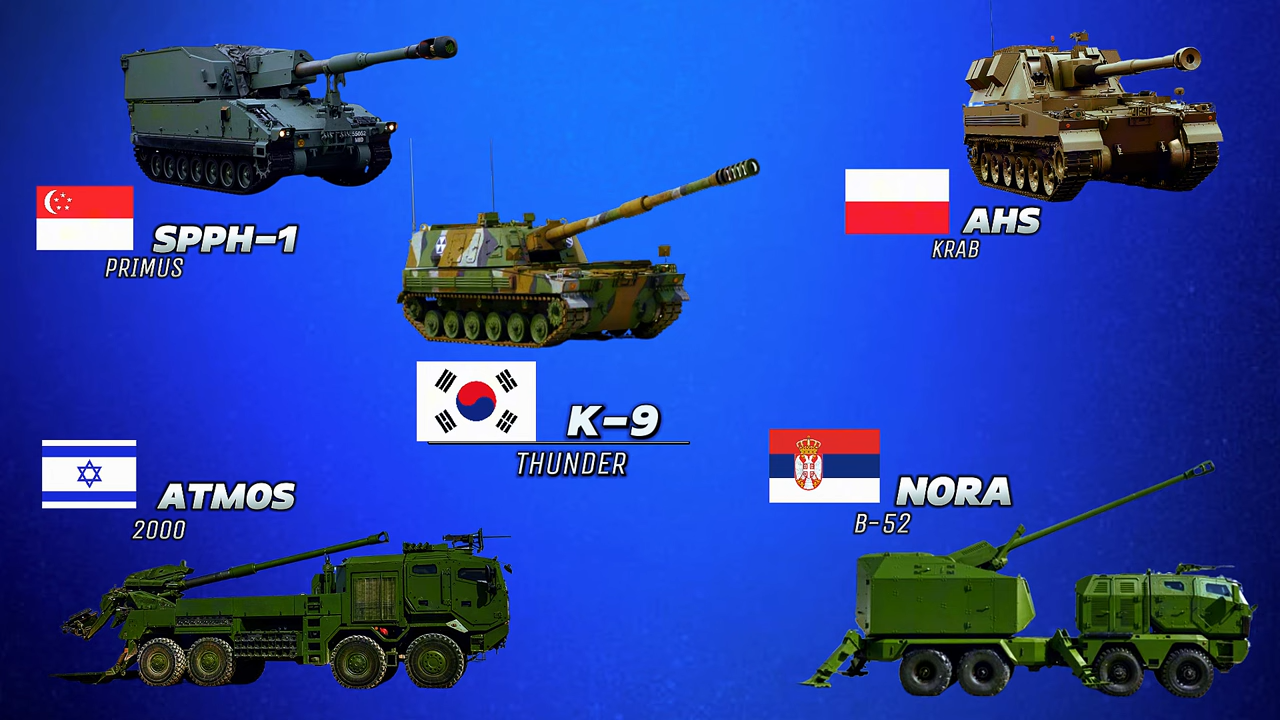 SPPH-1
PRIMUS
AHS
KRAB
K-9
THUNDER
ATMOS
2000
NORA
B-52